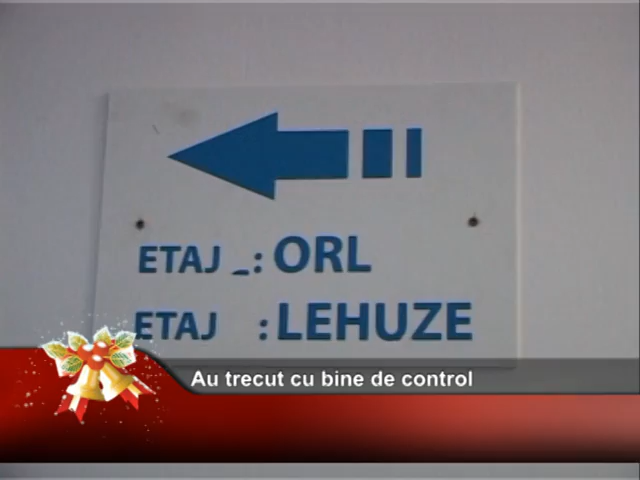 ETAJ _: ORL
ETAJ : LEHUZE
Au trecut cu bine de control